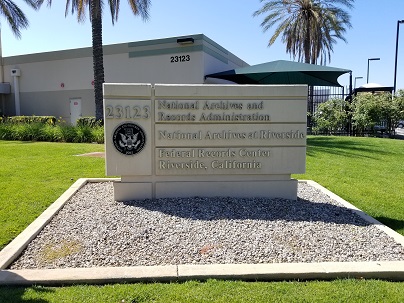 23123
23123
National Archives and
Records Administration
National Archives at Riverside
Federal Records Center
Riverside, California